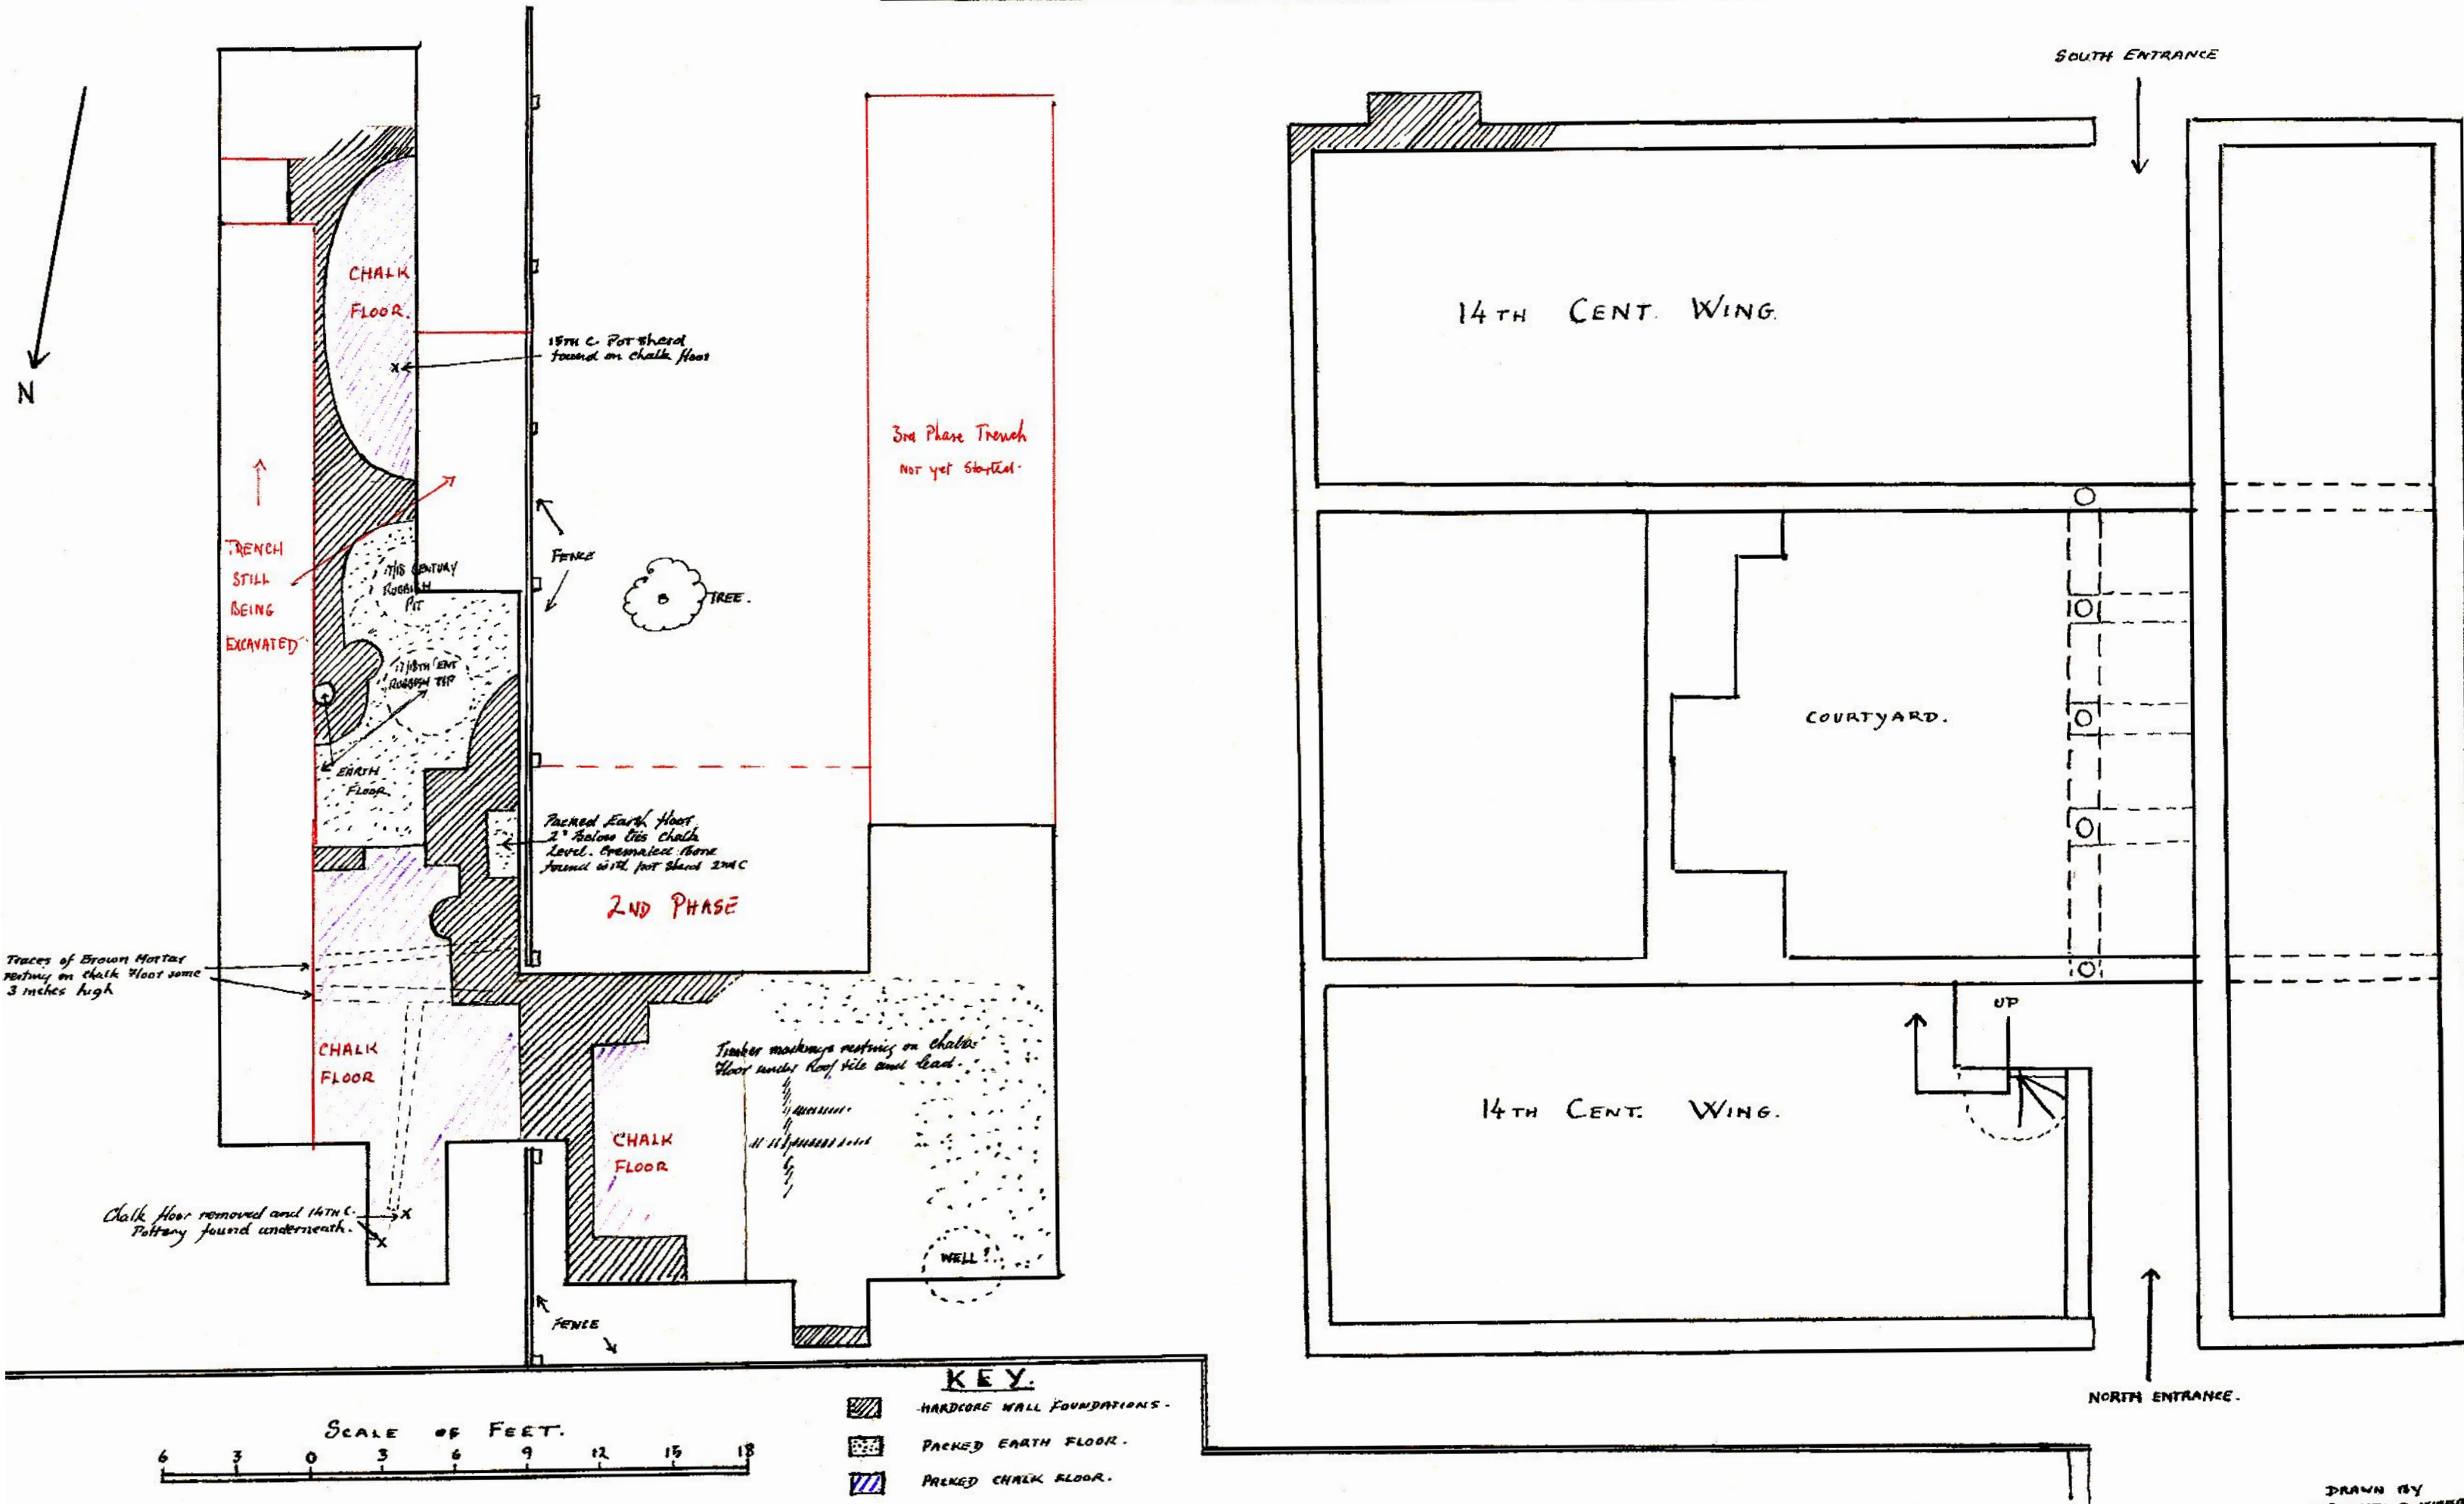 SOUTH ENTRANCE
N
CHALK
FLOOR.
15TH C. Pot Sherd
found on chalk floor
14TH CENT. WING.
3rd Phase Trench
Not yet Started.
TRENCH
STILL
BEING
EXCAVATED
17/18 CENTURY
RUBBISH
PIT
FENCE
TREE.
17/18TH CENT
RUBBISH TIP
COURTYARD.
EARTH
FLOOR.
Packed Earth floor
2" Below this Chalk
Level. Cremated Bone
found with pot Sherd 2nd C
2ND PHASE
Traces of Brown Mortar
resting on chalk Floor some
3 inches high
CHALK
FLOOR
Timber markings resting on Chalk
Floor under Roof tile and lead.
UP
14TH CENT. WING.
CHALK
FLOOR
Chalk floor removed and 14TH C.
Pottery found underneath.
WELL?
FENCE
NORTH ENTRANCE.
KEY.
HARDCORE WALL FOUNDATIONS.
PACKED EARTH FLOOR.
PACKED CHALK FLOOR.
SCALE OF FEET.
6 3 0 3 6 9 12 15 18
DRAWN BY